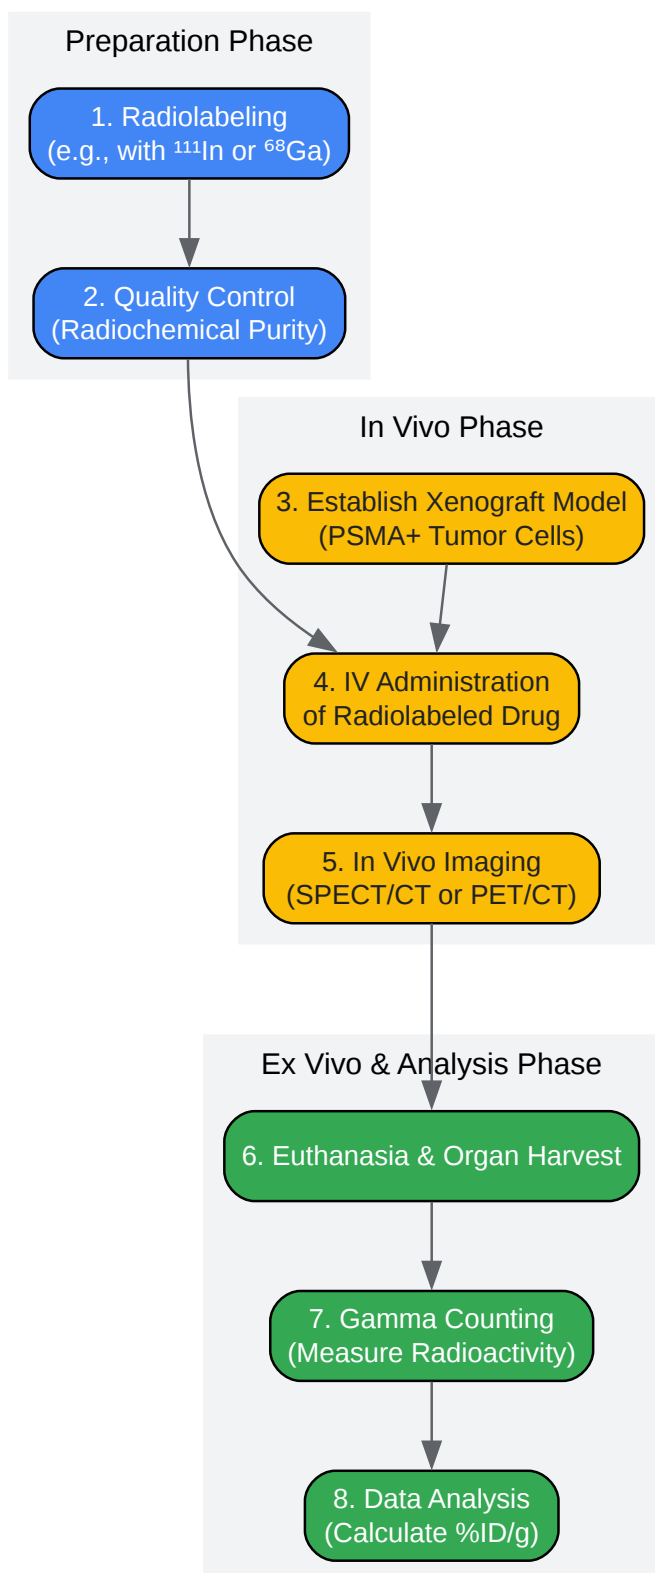 Preparation Phase
1. Radiolabeling
(e.g., with ¹¹¹In or ⁶⁸Ga)
2. Quality Control
(Radiochemical Purity)
In Vivo Phase
3. Establish Xenograft Model
(PSMA+ Tumor Cells)
4. IV Administration
of Radiolabeled Drug
5. In Vivo Imaging
(SPECT/CT or PET/CT)
Ex Vivo & Analysis Phase
6. Euthanasia & Organ Harvest
7. Gamma Counting
(Measure Radioactivity)
8. Data Analysis
(Calculate %ID/g)